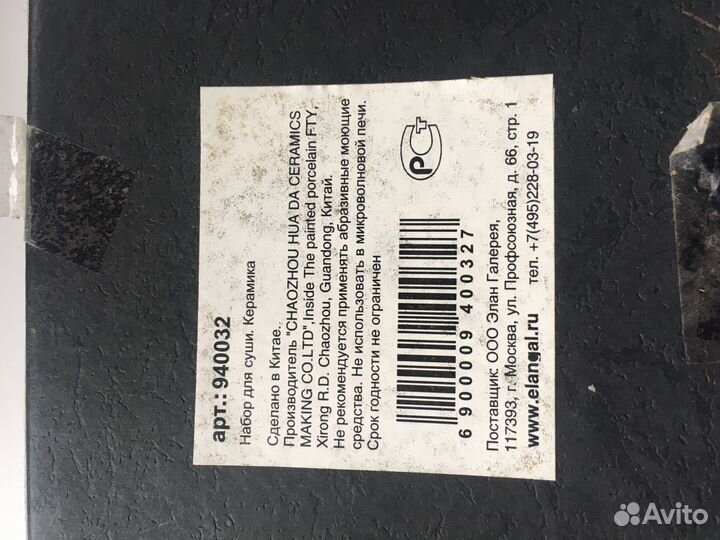 арт.: 940032
Набор для суши. Керамика
Сделано в Китае.
Производитель "CHAOZHOU HUA DA CERAMICS
MAKING CO.LTD",Inside The painted porcelain FTY,
Xirong R.D. Chaozhou, Guandong, Китай.
Не рекомендуется применять абразивные моющие
средства. Не использовать в микроволновой печи.
Срок годности не ограничен
РСТ
6 900009 400327
Поставщик: ООО Элан Галерея,
117393, г. Москва, ул. Профсоюзная, д. 66, стр. 1
www.elangal.ru тел. +7(495)228-03-19
Avito